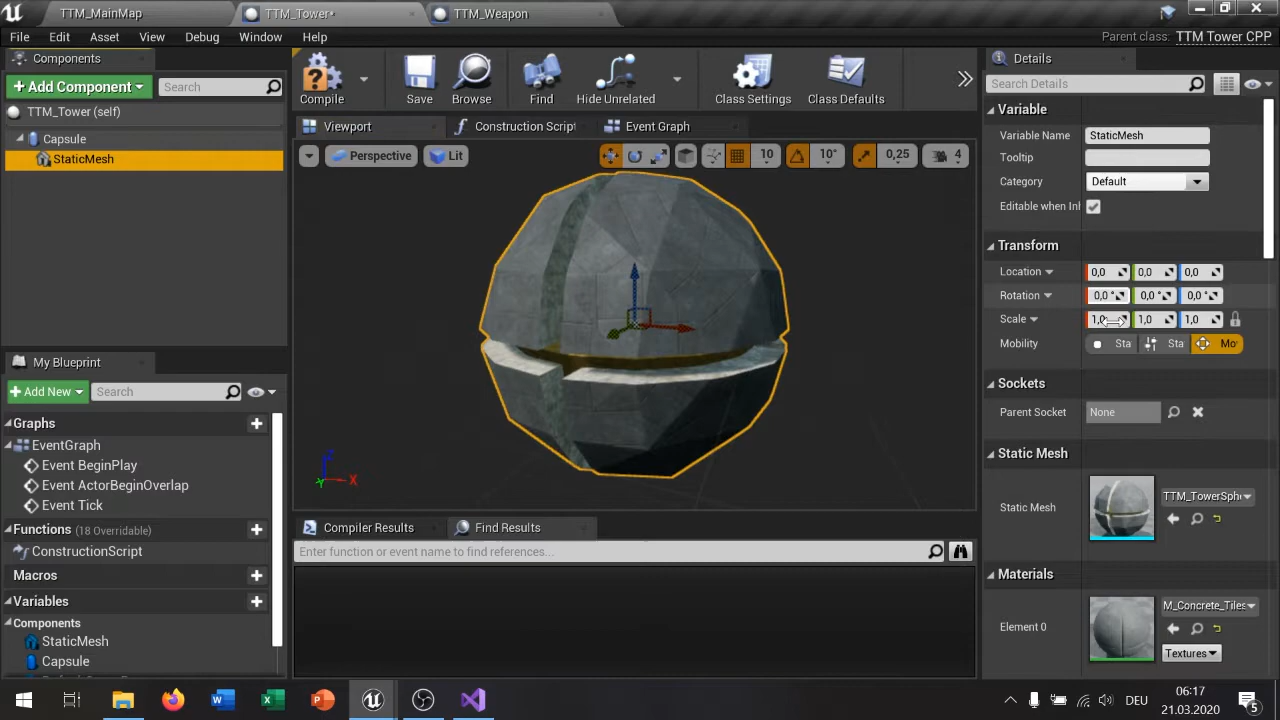 TTM_MainMap
TTM_Tower•
TTM_Weapon
File Edit Asset View Debug Window Help
Parent class: TTM Tower CPP
Components
Add Component
Search
TTM_Tower (self)
Capsule
StaticMesh
Compile
Save
Browse
Find
Hide Unrelated
Class Settings
Class Defaults
Viewport
Construction Script
Event Graph
Perspective
Lit
10
10°
0,25
4
Z
X
Y
Compiler Results
Find Results
Enter function or event name to find references...
My Blueprint
Add New
Search
Graphs
EventGraph
Event BeginPlay
Event ActorBeginOverlap
Event Tick
Functions (18 Overridable)
ConstructionScript
Macros
Variables
Components
StaticMesh
Capsule
Details
Search Details
Variable
Variable Name StaticMesh
Tooltip
Category Default
Editable when Inh
Transform
Location 0,0 0,0 0,0
Rotation 0,0 ° 0,0 ° 0,0 °
Scale 1,0 1,0 1,0
Mobility Sta Sta Mo
Sockets
Parent Socket None
Static Mesh
Static Mesh TTM_TowerSphe
Materials
Element 0 M_Concrete_Tiles
Textures
DEU
06:17
21.03.2020
5